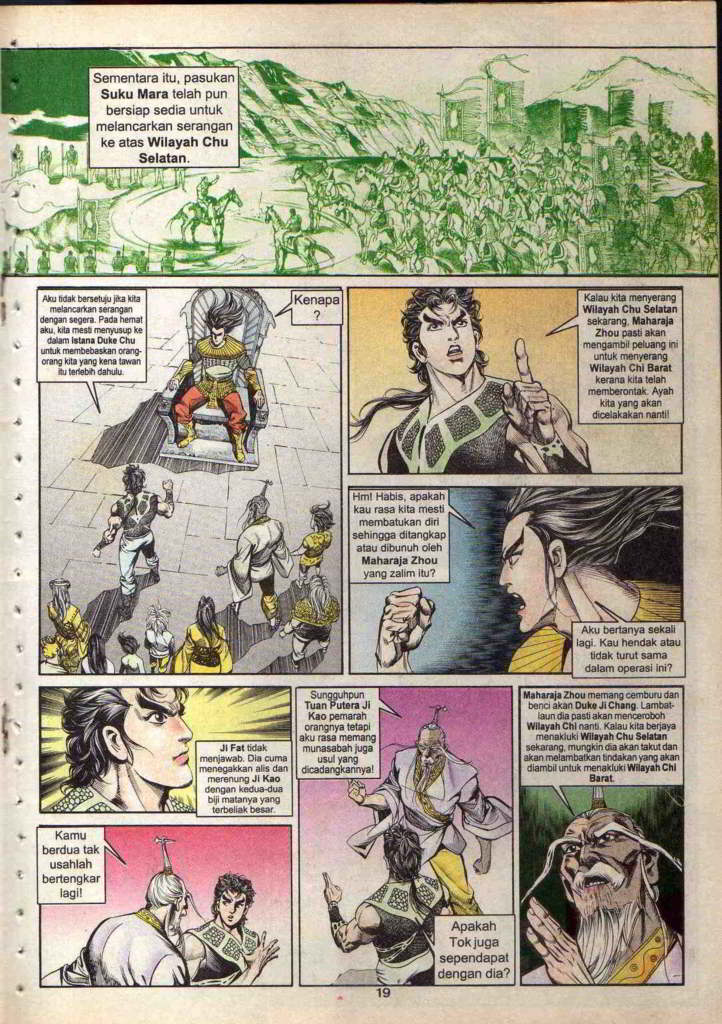 Sementara itu, pasukan
Suku Mara telah pun
bersiap sedia untuk
melancarkan serangan
ke atas Wilayah Chu
Selatan.
Aku tidak bersetuju jika kita
melancarkan serangan
dengan segera. Pada hemat
aku, kita mesti menyusup ke
dalam Istana Duke Chu
untuk membebaskan orang-
orang kita yang kena tawan
itu terlebih dahulu.
Kenapa
?
Kalau kita menyerang
Wilayah Chu Selatan
sekarang, Maharaja
Zhou pasti akan
mengambil peluang ini
untuk menyerang
Wilayah Chi Barat
kerana kita telah
memberontak. Ayah
kita yang akan
dicelakakan nanti!
Hm! Habis, apakah
kau rasa kita mesti
membatukan diri
sehingga ditangkap
atau dibunuh oleh
Maharaja Zhou
yang zalim itu?
Aku bertanya sekali
lagi. Kau hendak atau
tidak turut sama
dalam operasi ini?
Ji Fat tidak
menjawab. Dia cuma
menegakkan alis dan
merenung Ji Kao
dengan kedua-dua
biji matanya yang
terbeliak besar.
Kamu
berdua tak
usahlah
bertengkar
lagi!
Sungguhpun
Tuan Putera Ji
Kao pemarah
orangnya tetapi
aku rasa memang
munasabah juga
usul yang
dicadangkannya!
Apakah
Tok juga
sependapat
dengan dia?
Maharaja Zhou memang cemburu dan
benci akan Duke Ji Chang. Lambat-
laun dia pasti akan menceroboh
Wilayah Chi nanti. Kalau kita berjaya
menakluki Wilayah Chu Selatan
sekarang, mungkin dia akan takut dan
akan melambatkan tindakan yang akan
diambil untuk menakluki Wilayah Chi
Barat.
19